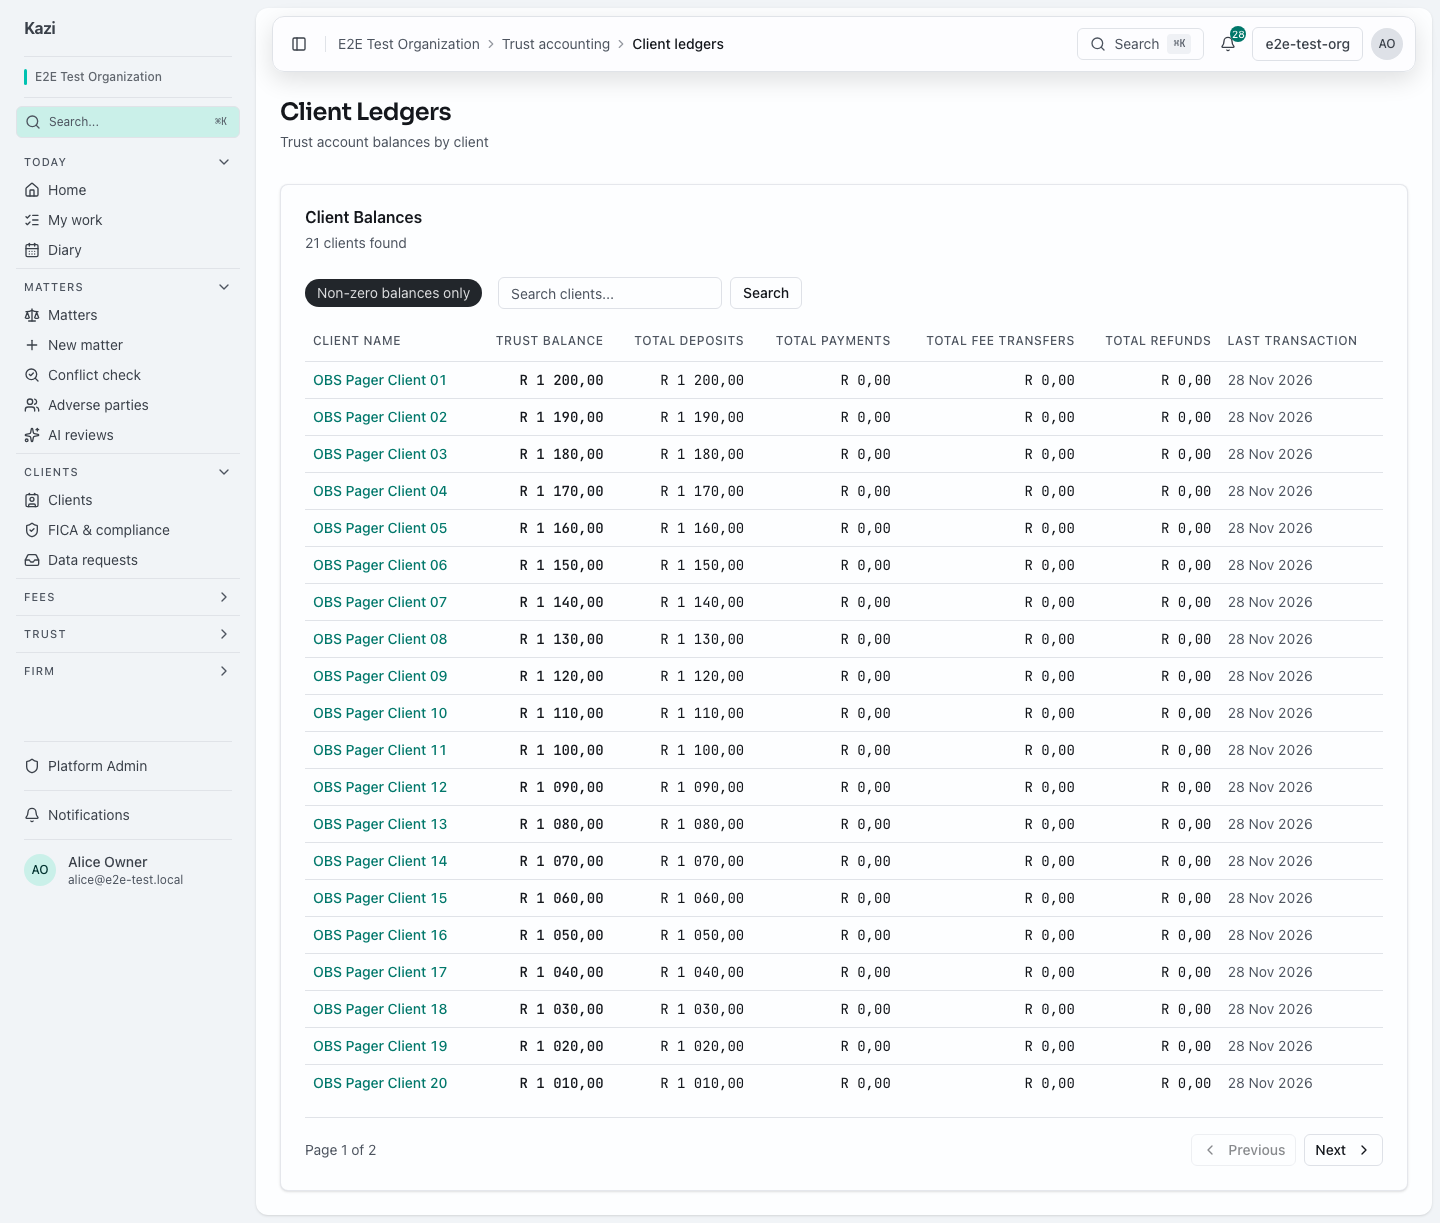 Kazi
E2E Test Organization
Search... ⌘K
TODAY
Home
My work
Diary
MATTERS
Matters
New matter
Conflict check
Adverse parties
AI reviews
CLIENTS
Clients
FICA & compliance
Data requests
FEES
TRUST
FIRM
Platform Admin
Notifications
AO Alice Owner
alice@e2e-test.local
E2E Test Organization > Trust accounting > Client ledgers
Search ⌘K 28 e2e-test-org AO
Client Ledgers
Trust account balances by client
Client Balances
21 clients found
Non-zero balances only Search clients... Search
CLIENT NAME TRUST BALANCE TOTAL DEPOSITS TOTAL PAYMENTS TOTAL FEE TRANSFERS TOTAL REFUNDS LAST TRANSACTION
OBS Pager Client 01 R 1 200,00 R 1 200,00 R 0,00 R 0,00 R 0,00 28 Nov 2026
OBS Pager Client 02 R 1 190,00 R 1 190,00 R 0,00 R 0,00 R 0,00 28 Nov 2026
OBS Pager Client 03 R 1 180,00 R 1 180,00 R 0,00 R 0,00 R 0,00 28 Nov 2026
OBS Pager Client 04 R 1 170,00 R 1 170,00 R 0,00 R 0,00 R 0,00 28 Nov 2026
OBS Pager Client 05 R 1 160,00 R 1 160,00 R 0,00 R 0,00 R 0,00 28 Nov 2026
OBS Pager Client 06 R 1 150,00 R 1 150,00 R 0,00 R 0,00 R 0,00 28 Nov 2026
OBS Pager Client 07 R 1 140,00 R 1 140,00 R 0,00 R 0,00 R 0,00 28 Nov 2026
OBS Pager Client 08 R 1 130,00 R 1 130,00 R 0,00 R 0,00 R 0,00 28 Nov 2026
OBS Pager Client 09 R 1 120,00 R 1 120,00 R 0,00 R 0,00 R 0,00 28 Nov 2026
OBS Pager Client 10 R 1 110,00 R 1 110,00 R 0,00 R 0,00 R 0,00 28 Nov 2026
OBS Pager Client 11 R 1 100,00 R 1 100,00 R 0,00 R 0,00 R 0,00 28 Nov 2026
OBS Pager Client 12 R 1 090,00 R 1 090,00 R 0,00 R 0,00 R 0,00 28 Nov 2026
OBS Pager Client 13 R 1 080,00 R 1 080,00 R 0,00 R 0,00 R 0,00 28 Nov 2026
OBS Pager Client 14 R 1 070,00 R 1 070,00 R 0,00 R 0,00 R 0,00 28 Nov 2026
OBS Pager Client 15 R 1 060,00 R 1 060,00 R 0,00 R 0,00 R 0,00 28 Nov 2026
OBS Pager Client 16 R 1 050,00 R 1 050,00 R 0,00 R 0,00 R 0,00 28 Nov 2026
OBS Pager Client 17 R 1 040,00 R 1 040,00 R 0,00 R 0,00 R 0,00 28 Nov 2026
OBS Pager Client 18 R 1 030,00 R 1 030,00 R 0,00 R 0,00 R 0,00 28 Nov 2026
OBS Pager Client 19 R 1 020,00 R 1 020,00 R 0,00 R 0,00 R 0,00 28 Nov 2026
OBS Pager Client 20 R 1 010,00 R 1 010,00 R 0,00 R 0,00 R 0,00 28 Nov 2026
Page 1 of 2 Previous Next